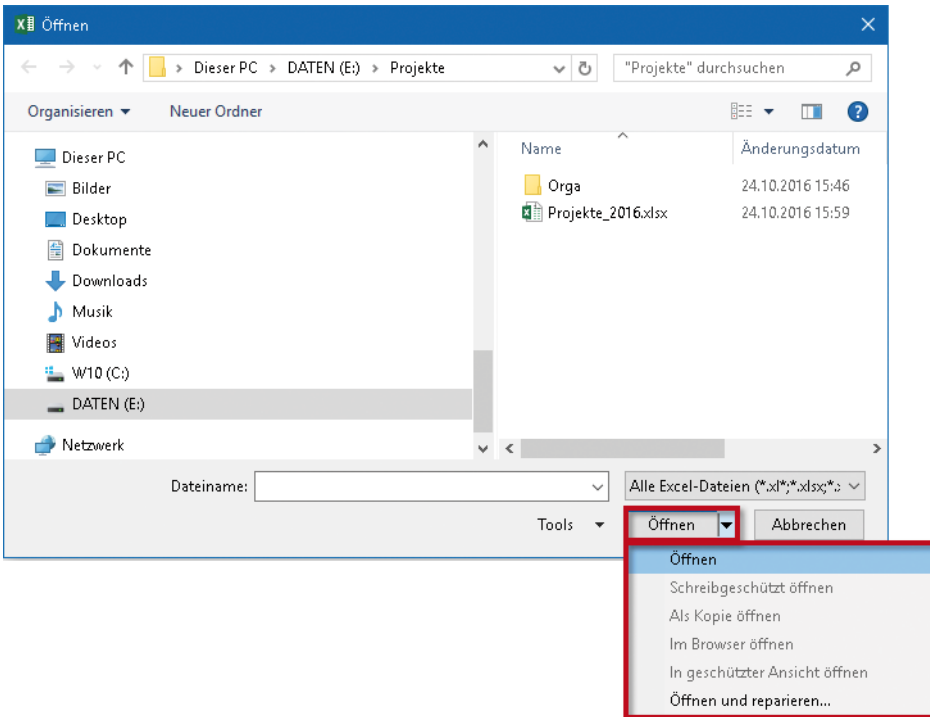 Öffnen
Dieser PC > DATEN (E:) > Projekte
"Projekte" durchsuchen
Organisieren
Neuer Ordner
Dieser PC
Bilder
Desktop
Dokumente
Downloads
Musik
Videos
W10 (C:)
DATEN (E:)
Netzwerk
Name
Änderungsdatum
Orga
24.10.2016 15:46
Projekte_2016.xlsx
24.10.2016 15:59
Dateiname:
Alle Excel-Dateien (*.xl*;*.xlsx;*.
Tools
Öffnen
Abbrechen
Öffnen
Schreibgeschützt öffnen
Als Kopie öffnen
Im Browser öffnen
In geschützter Ansicht öffnen
Öffnen und reparieren...